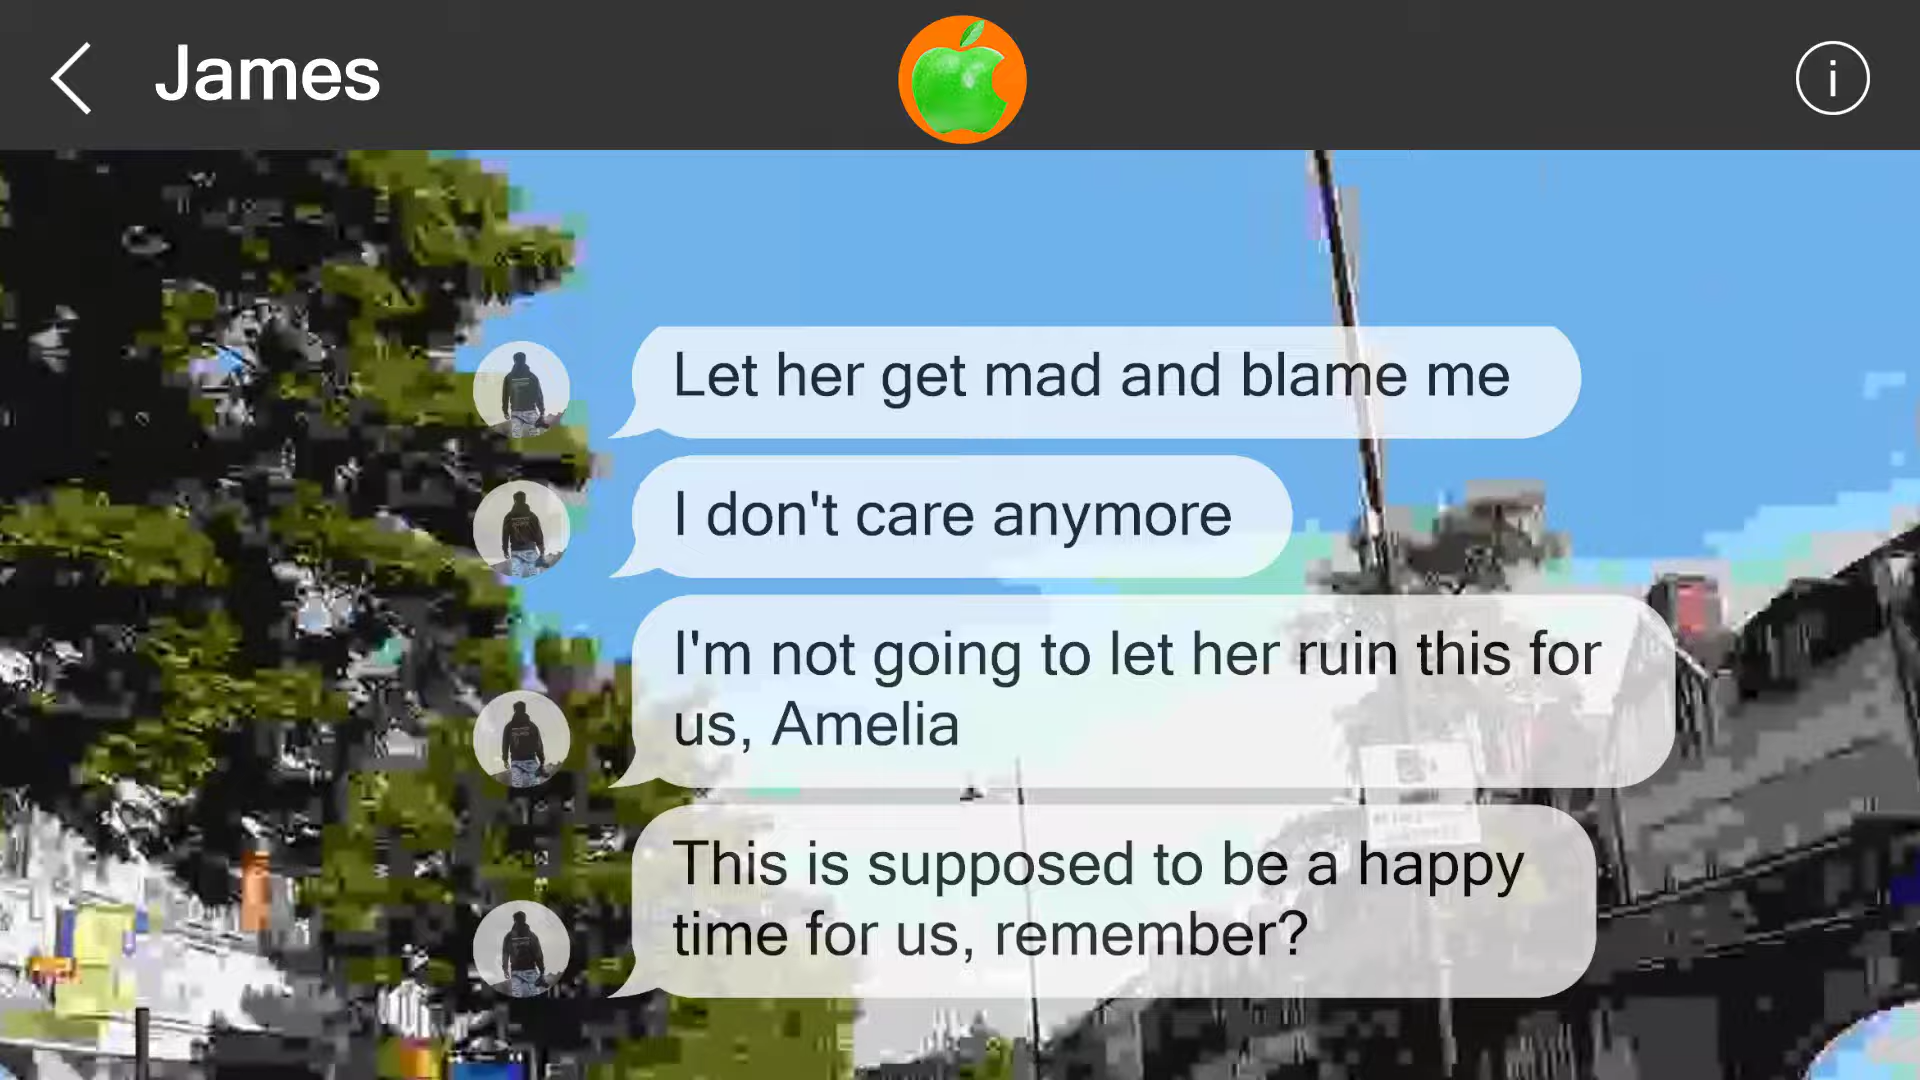 James
i
Let her get mad and blame me
I don't care anymore
I'm not going to let her ruin this for
us, Amelia
This is supposed to be a happy
time for us, remember?